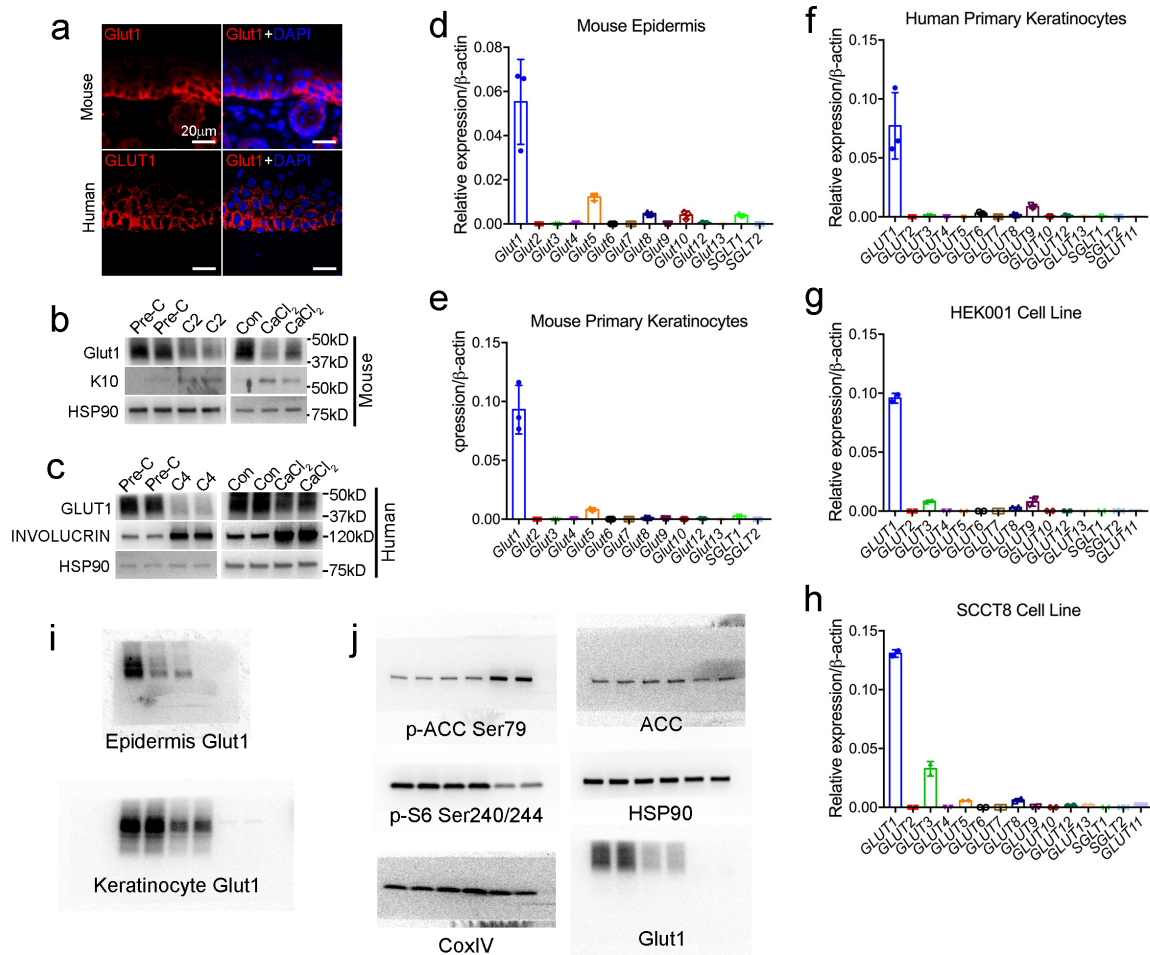 a
Glut1
Glut1+DAPI
Mouse
20μm
GLUT1
Glut1+DAPI
Human
b
Pre-C
Pre-C
C2
C2
Con
CaCl2
CaCl2
Glut1
50kD
37kD
K10
50kD
HSP90
75kD
Mouse
c
Pre-C
Pre-C
C4
C4
Con
Con
CaCl2
CaCl2
GLUT1
50kD
37kD
INVOLUCRIN
120kD
HSP90
75kD
Human
d
Mouse Epidermis
Relative expression/β-actin
0.08
0.06
0.04
0.02
0.00
Glut1
Glut2
Glut3
Glut4
Glut5
Glut6
Glut7
Glut8
Glut9
Glut10
Glut12
Glut13
SGLT1
SGLT2
e
Mouse Primary Keratinocytes
xpression/β-actin
0.15
0.10
0.05
0.00
Glut1
Glut2
Glut3
Glut4
Glut5
Glut6
Glut7
Glut8
Glut9
Glut10
Glut12
Glut13
SGLT1
SGLT2
f
Human Primary Keratinocytes
Relative expression/β-actin
0.15
0.10
0.05
0.00
GLUT1
GLUT2
GLUT3
GLUT4
GLUT5
GLUT6
GLUT7
GLUT8
GLUT9
GLUT10
GLUT12
GLUT13
SGLT1
SGLT2
GLUT11
g
HEK001 Cell Line
Relative expression/β-actin
0.15
0.10
0.05
0.00
GLUT1
GLUT2
GLUT3
GLUT4
GLUT5
GLUT6
GLUT7
GLUT8
GLUT9
GLUT10
GLUT12
GLUT13
SGLT1
SGLT2
GLUT11
h
SCCT8 Cell Line
Relative expression/β-actin
0.15
0.10
0.05
0.00
GLUT1
GLUT2
GLUT3
GLUT4
GLUT5
GLUT6
GLUT7
GLUT8
GLUT9
GLUT10
GLUT12
GLUT13
SGLT1
SGLT2
GLUT11
i
Epidermis Glut1
Keratinocyte Glut1
j
p-ACC Ser79
ACC
p-S6 Ser240/244
HSP90
CoxIV
Glut1